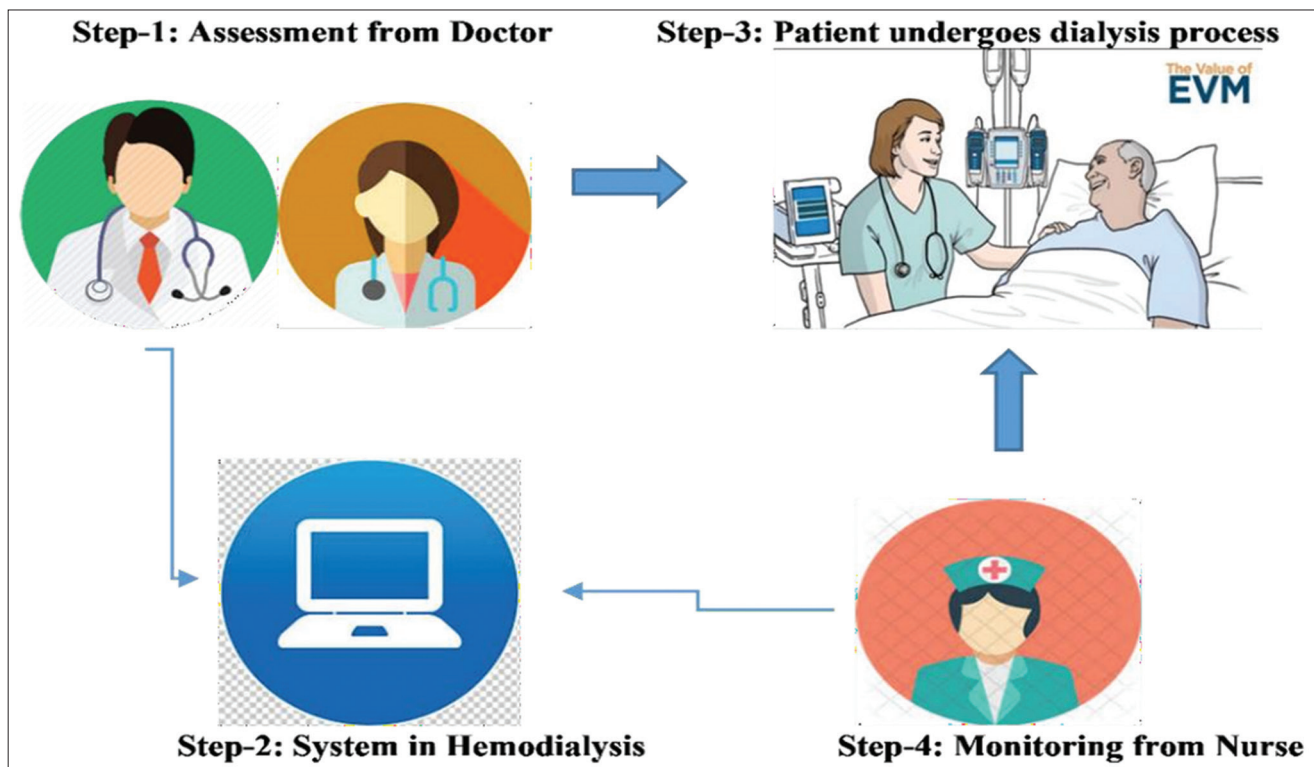 Step-1: Assessment from Doctor
Step-3: Patient undergoes dialysis process
The Value of
EVM
Step-2: System in Hemodialysis
Step-4: Monitoring from Nurse